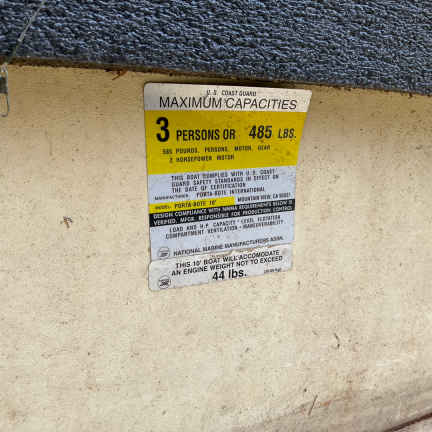 U.S. COAST GUARD
MAXIMUM CAPACITIES
3 PERSONS OR 485 LBS.
585 POUNDS, PERSONS, MOTOR, GEAR
2 HORSEPOWER MOTOR
THIS BOAT COMPLIES WITH U.S. COAST
GUARD SAFETY STANDARDS IN EFFECT ON
THE DATE OF CERTIFICATION
MANUFACTURER: PORTA-BOTE INTERNATIONAL
MODEL: PORTA-BOTE 10' MOUNTAIN VIEW, CA
DESIGN COMPLIANCE WITH NMMA REQUIREMENTS BELOW IS
VERIFIED. MFGR. RESPONSIBLE FOR PRODUCTION CONTROL.
LOAD AND H.P. CAPACITY - LEVEL FLOTATION
COMPARTMENT VENTILATION - MANEUVERABILITY
NATIONAL MARINE MANUFACTURERS ASSN.
THIS 10' BOAT WILL ACCOMODATE
AN ENGINE WEIGHT NOT TO EXCEED
44 lbs.